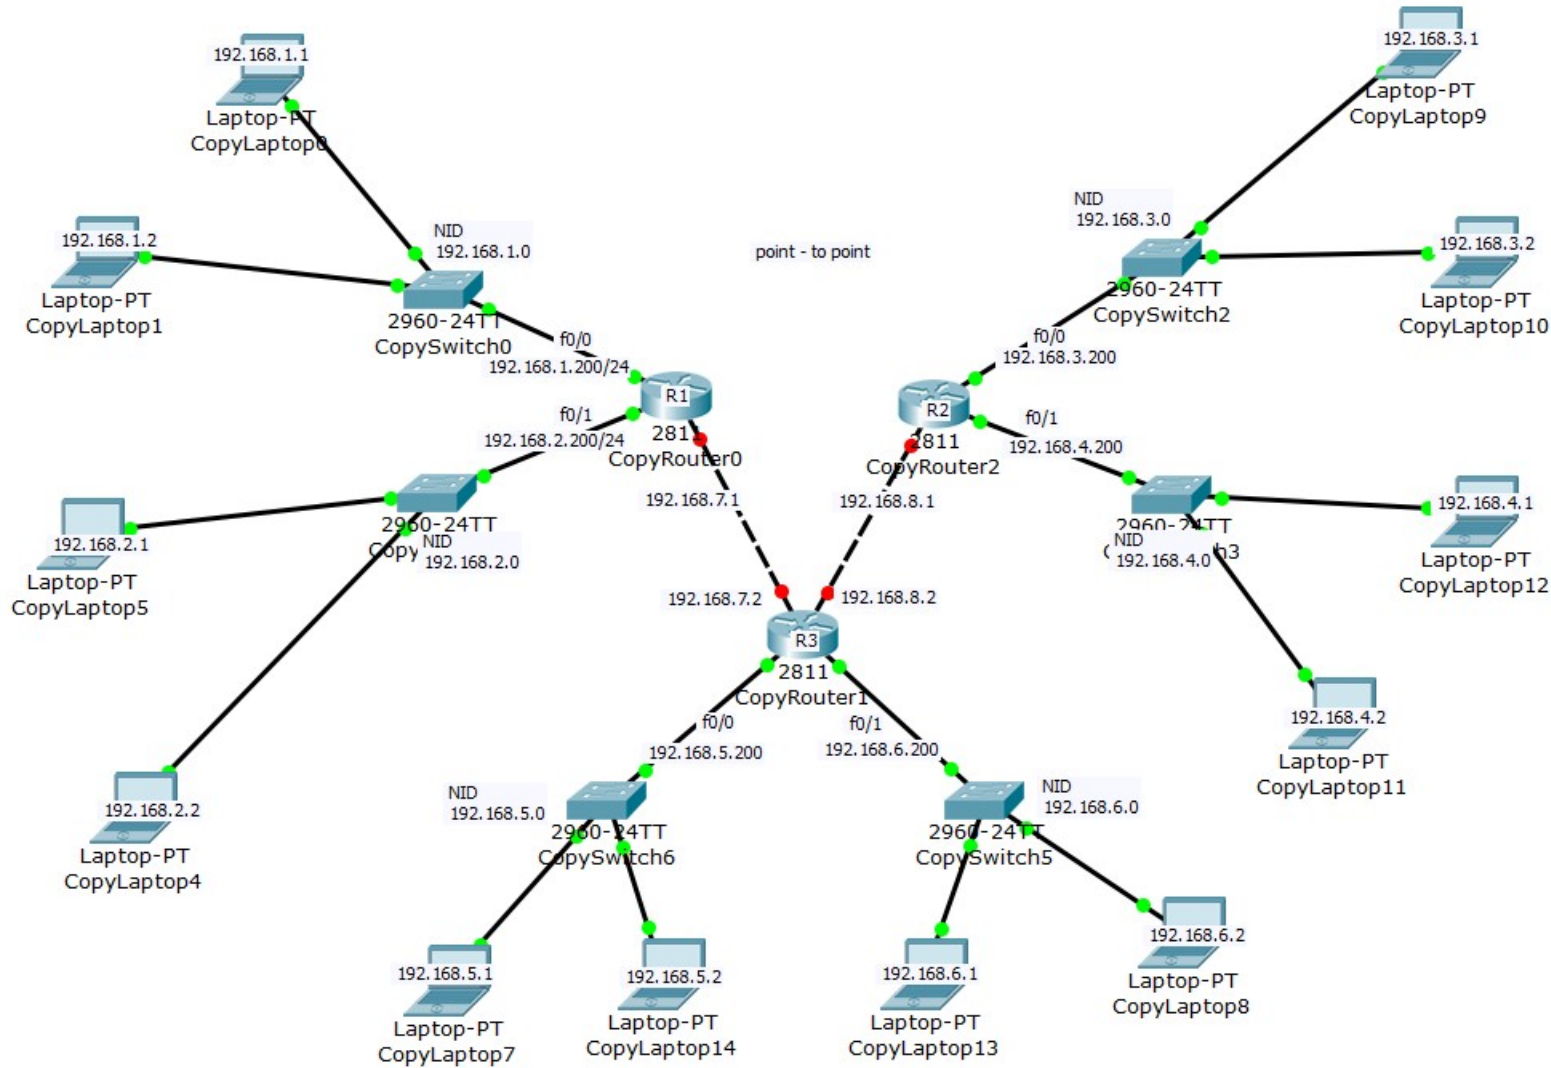 192.168.1.1
Laptop-PT
CopyLaptop0
192.168.1.2
Laptop-PT
CopyLaptop1
NID
192.168.1.0
2960-24TT
CopySwitch0
f0/0
192.168.1.200/24
R1
2811
CopyRouter0
f0/1
192.168.2.200/24
2960-24TT
NID
192.168.2.0
192.168.2.1
Laptop-PT
CopyLaptop5
192.168.2.2
Laptop-PT
CopyLaptop4
point - to point
192.168.3.1
Laptop-PT
CopyLaptop9
NID
192.168.3.0
2960-24TT
CopySwitch2
192.168.3.2
Laptop-PT
CopyLaptop10
f0/0
192.168.3.200
R2
2811
CopyRouter2
f0/1
192.168.4.200
2960-24TT
NID
192.168.4.0
192.168.4.1
Laptop-PT
CopyLaptop12
192.168.4.2
Laptop-PT
CopyLaptop11
192.168.7.1
192.168.8.1
192.168.7.2
192.168.8.2
R3
2811
CopyRouter1
f0/0
192.168.5.200
f0/1
192.168.6.200
NID
192.168.5.0
2960-24TT
CopySwitch6
NID
192.168.6.0
2960-24TT
CopySwitch5
192.168.5.1
Laptop-PT
CopyLaptop7
192.168.5.2
Laptop-PT
CopyLaptop14
192.168.6.1
Laptop-PT
CopyLaptop13
192.168.6.2
Laptop-PT
CopyLaptop8